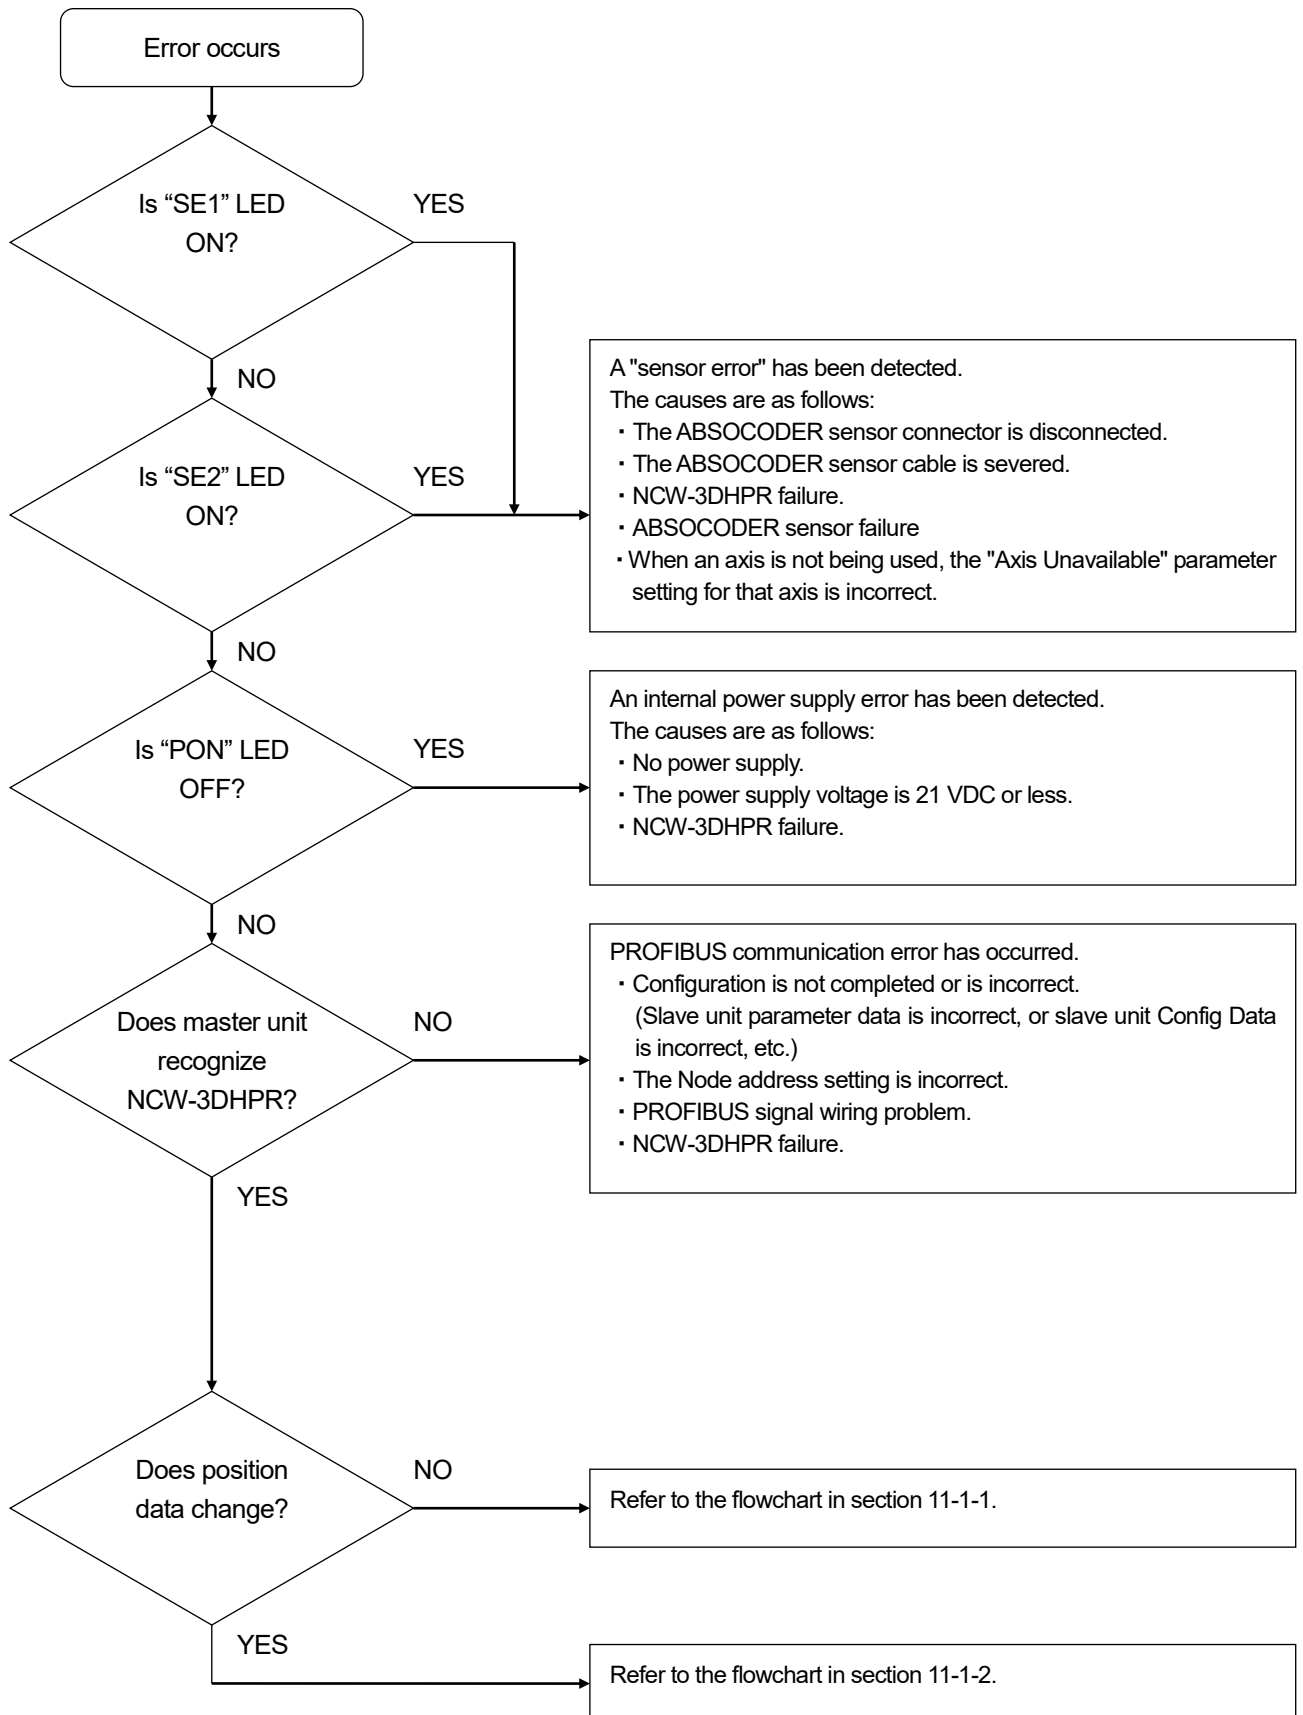 Error occurs
Is “SE1” LED
ON?
YES
NO
Is “SE2” LED
ON?
YES
A "sensor error" has been detected.
The causes are as follows:
・The ABSOCODER sensor connector is disconnected.
・The ABSOCODER sensor cable is severed.
・NCW-3DHPR failure.
・ABSOCODER sensor failure
・When an axis is not being used, the "Axis Unavailable" parameter
setting for that axis is incorrect.
NO
Is “PON” LED
OFF?
YES
An internal power supply error has been detected.
The causes are as follows:
・No power supply.
・The power supply voltage is 21 VDC or less.
・NCW-3DHPR failure.
NO
Does master unit
recognize
NCW-3DHPR?
NO
PROFIBUS communication error has occurred.
・Configuration is not completed or is incorrect.
(Slave unit parameter data is incorrect, or slave unit Config Data
is incorrect, etc.)
・The Node address setting is incorrect.
・PROFIBUS signal wiring problem.
・NCW-3DHPR failure.
YES
Does position
data change?
NO
Refer to the flowchart in section 11-1-1.
YES
Refer to the flowchart in section 11-1-2.